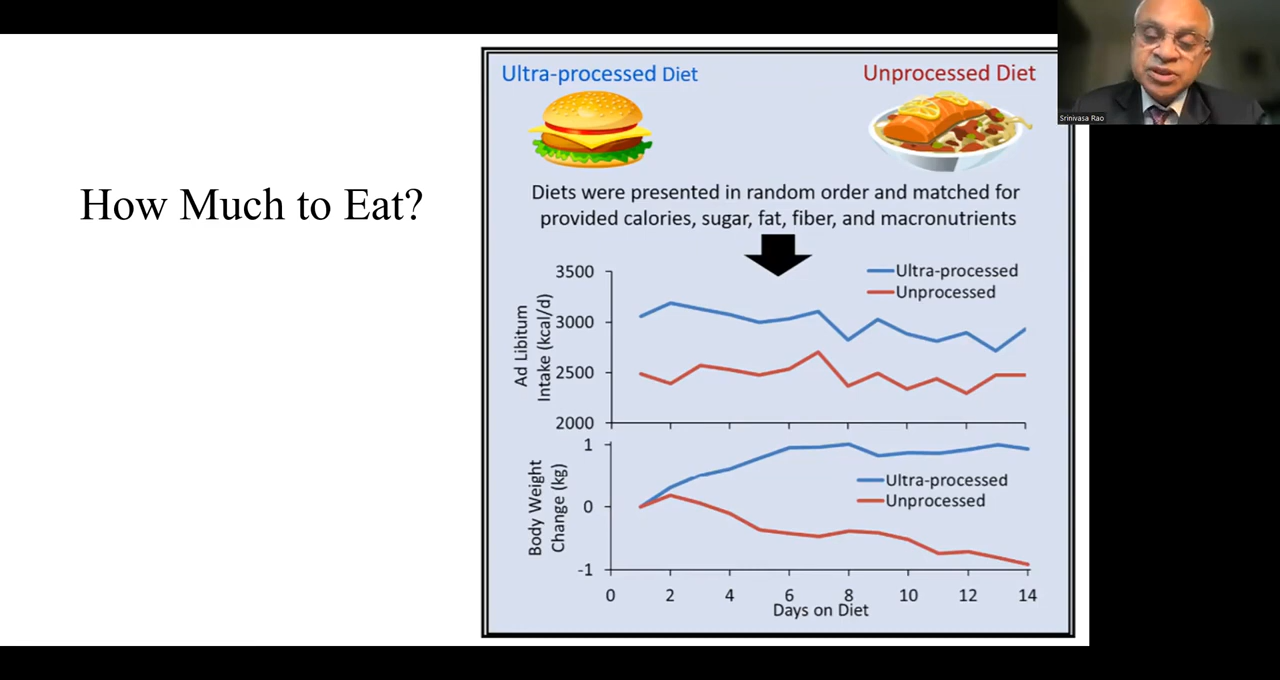 How Much to Eat?
Ultra-processed Diet
Unprocessed Diet
Diets were presented in random order and matched for
provided calories, sugar, fat, fiber, and macronutrients
Ad Libitum
Intake (kcal/d)
3500
3000
2500
2000
Ultra-processed
Unprocessed
Body Weight
Change (kg)
1
0
-1
Ultra-processed
Unprocessed
0 2 4 6 8 10 12 14
Days on Diet
Srinivasa Rao